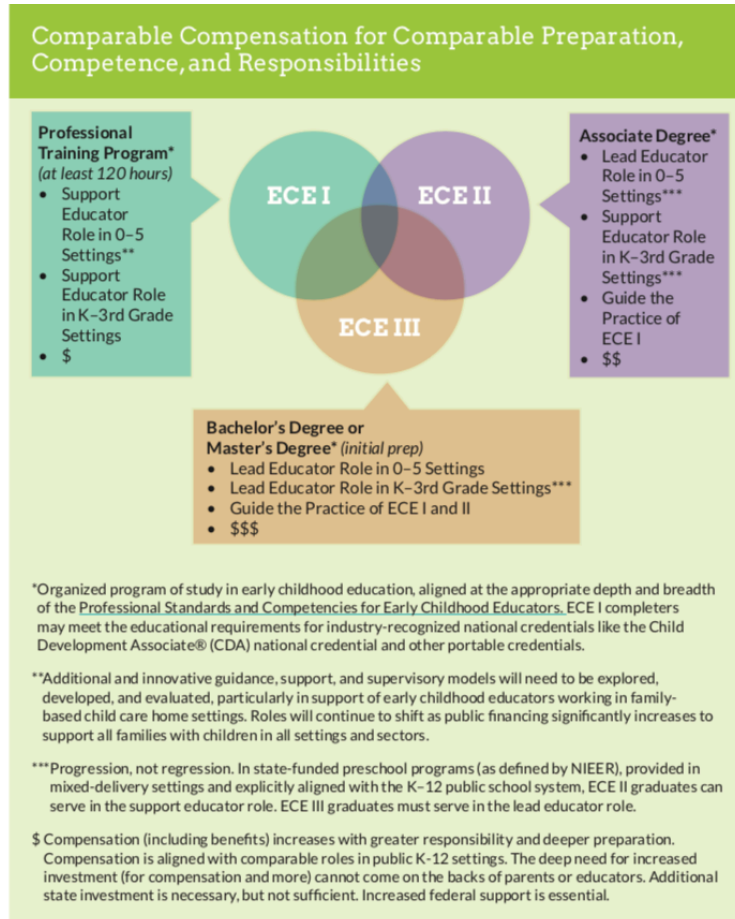 Comparable Compensation for Comparable Preparation,
Competence, and Responsibilities
Professional
Training Program*
(at least 120 hours)
• Support
Educator
Role in 0–5
Settings**
• Support
Educator Role
in K–3rd Grade
Settings
• $
ECE I
ECE II
ECE III
Associate Degree*
• Lead Educator
Role in 0–5
Settings***
• Support
Educator Role
in K–3rd Grade
Settings***
• Guide the
Practice of
ECE I
• $$
Bachelor’s Degree or
Master’s Degree* (initial prep)
• Lead Educator Role in 0–5 Settings
• Lead Educator Role in K–3rd Grade Settings***
• Guide the Practice of ECE I and II
• $$$
*Organized program of study in early childhood education, aligned at the appropriate depth and breadth
of the Professional Standards and Competencies for Early Childhood Educators. ECE I completers
may meet the educational requirements for industry-recognized national credentials like the Child
Development Associate® (CDA) national credential and other portable credentials.
**Additional and innovative guidance, support, and supervisory models will need to be explored,
developed, and evaluated, particularly in support of early childhood educators working in family-
based child care home settings. Roles will continue to shift as public financing significantly increases to
support all families with children in all settings and sectors.
***Progression, not regression. In state-funded preschool programs (as defined by NIEER), provided in
mixed-delivery settings and explicitly aligned with the K–12 public school system, ECE II graduates can
serve in the support educator role. ECE III graduates must serve in the lead educator role.
$ Compensation (including benefits) increases with greater responsibility and deeper preparation.
Compensation is aligned with comparable roles in public K-12 settings. The deep need for increased
investment (for compensation and more) cannot come on the backs of parents or educators. Additional
state investment is necessary, but not sufficient. Increased federal support is essential.